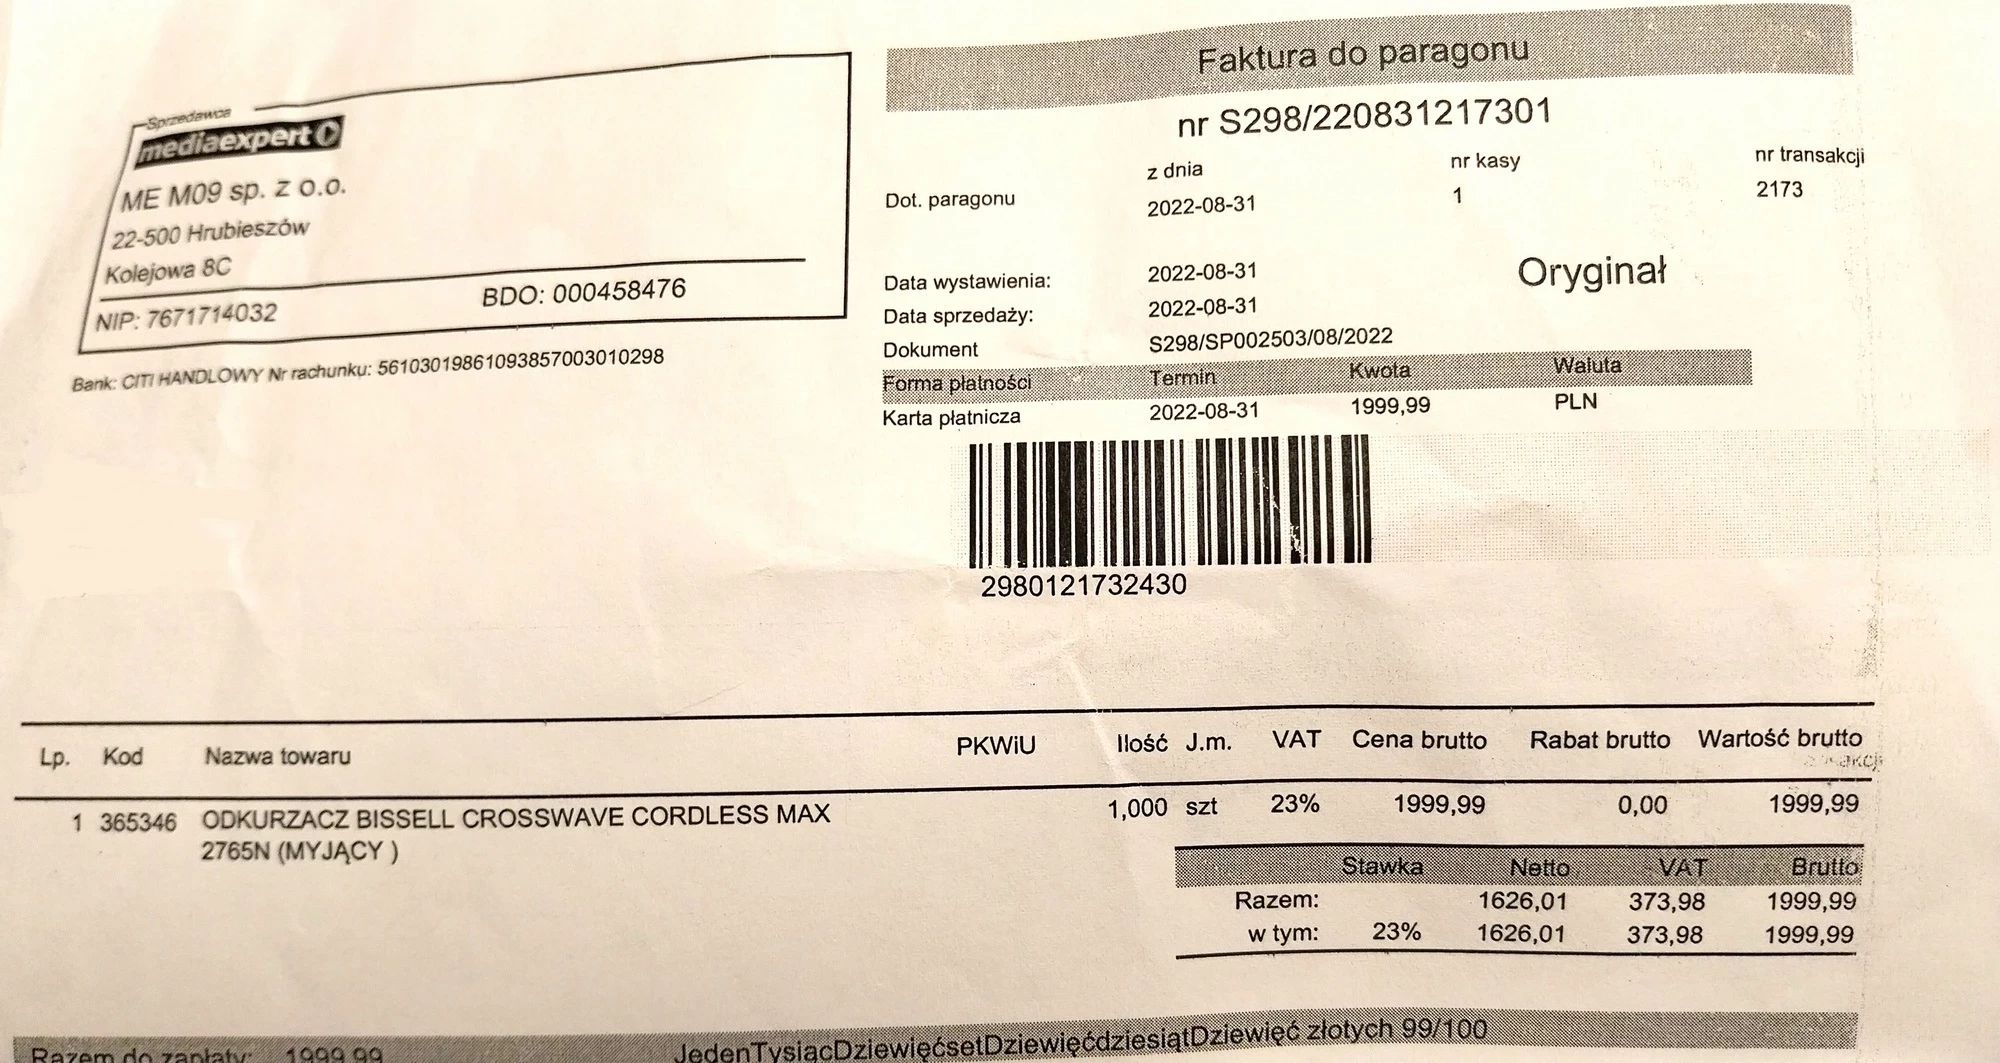 Sprzedawca
mediaexpert
ME M09 sp. z o.o.
22-500 Hrubieszów
Kolejowa 8C
NIP: 7671714032 BDO: 000458476
Bank: CITI HANDLOWY Nr rachunku: 56103019861093857003010298
Faktura do paragonu
nr S298/220831217301
z dnia nr kasy nr transakcji
Dot. paragonu 2022-08-31 1 2173
Data wystawienia: 2022-08-31 Oryginał
Data sprzedaży: 2022-08-31
Dokument S298/SP002503/08/2022
Forma płatności Termin Kwota Waluta
Karta płatnicza 2022-08-31 1999,99 PLN
2980121732430
Lp. Kod Nazwa towaru PKWiU Ilość J.m. VAT Cena brutto Rabat brutto Wartość brutto
1 365346 ODKURZACZ BISSELL CROSSWAVE CORDLESS MAX 1,000 szt 23% 1999,99 0,00 1999,99
2765N (MYJĄCY )
Stawka Netto VAT Brutto
Razem: 1626,01 373,98 1999,99
w tym: 23% 1626,01 373,98 1999,99
Razem do zapłaty: 1999,99 JedenTysiącDziewięćsetDziewięćdziesiątDziewięć złotych 99/100